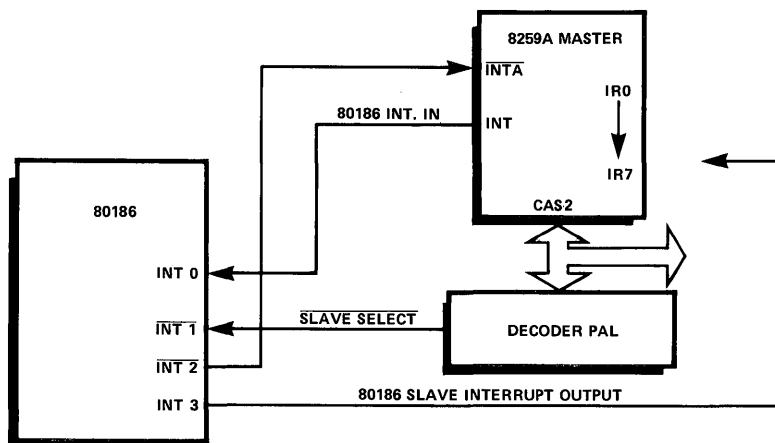 8259A MASTER
INTA
IR0
80186 INT. IN
INT
IR7
80186
CAS2
INT 0
SLAVE SELECT
INT 1
DECODER PAL
INT 2
INT 3
80186 SLAVE INTERRUPT OUTPUT